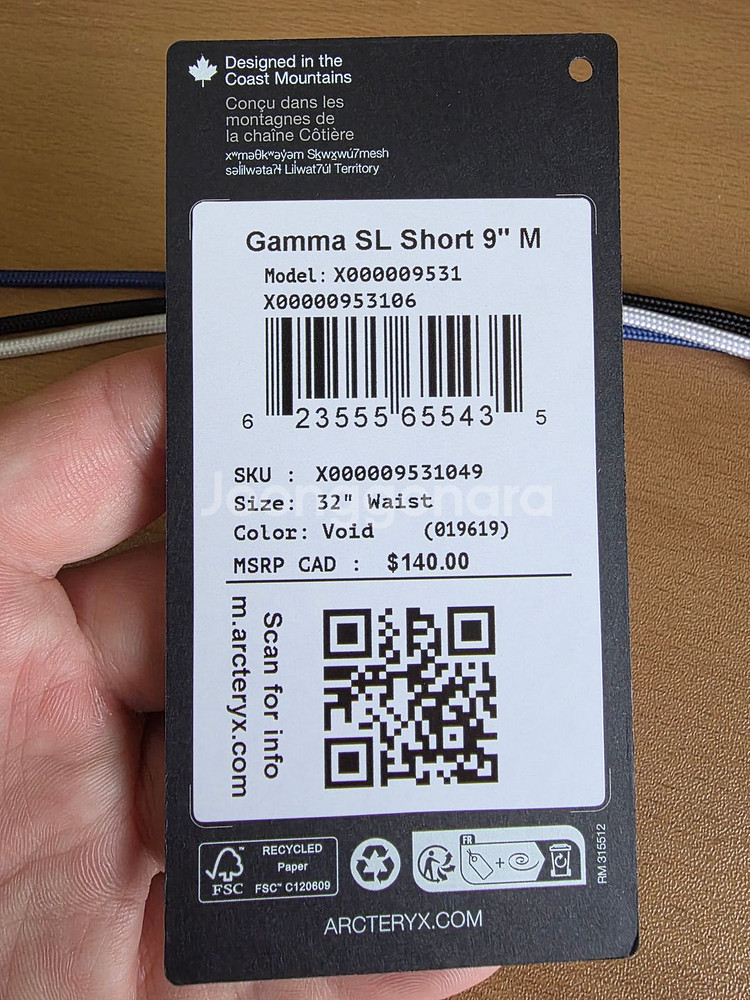 Designed in the
Coast Mountains
Conçu dans les
montagnes de
la chaîne Côtière
xʷməθkʷəy̓əm Sḵwx̱wú7mesh
səlilwətaʔɬ Lil̓wat7úl Territory
Gamma SL Short 9" M
Model: X000009531
X00000953106
6 23555 65543 5
SKU : X000009531049
Joonggonara
Size: 32" Waist
Color: Void (019619)
MSRP CAD : $140.00
Scan for info
m.arcteryx.com
FSC
RECYCLED
Paper
FSC™ C120609
FR
RM 315512
ARCTERYX.COM